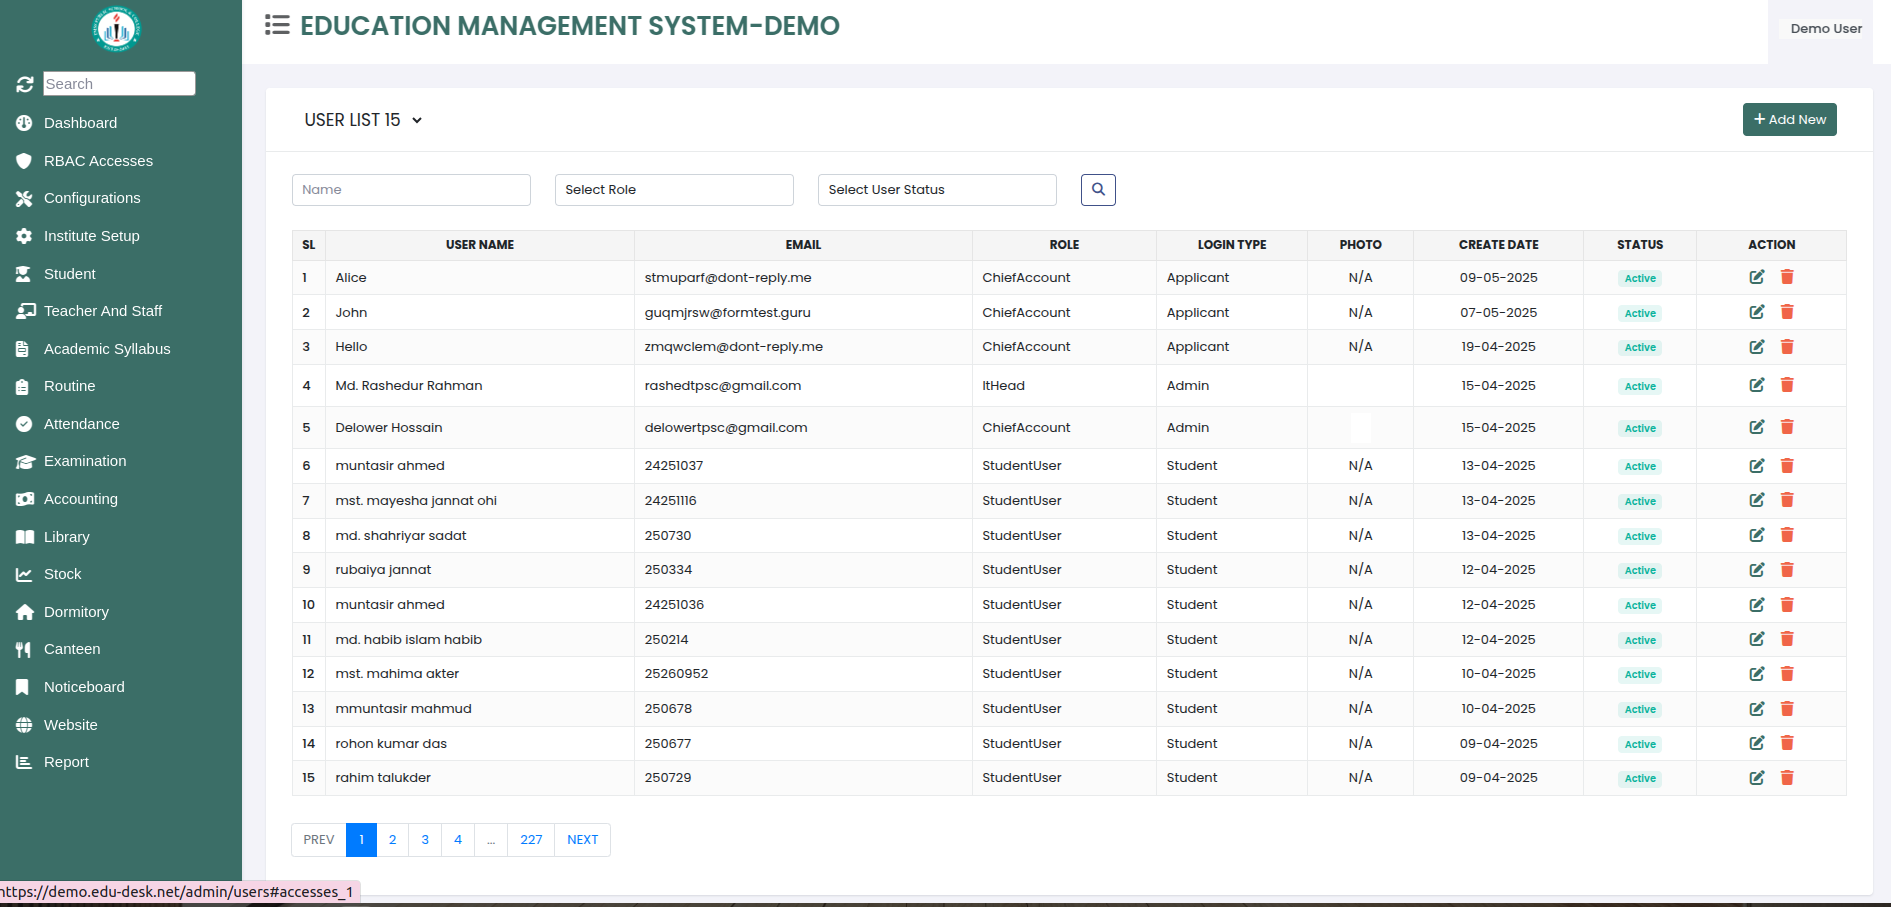 EDUCATION MANAGEMENT SYSTEM-DEMO
Demo User
Search
Dashboard
RBAC Accesses
Configurations
Institute Setup
Student
Teacher And Staff
Academic Syllabus
Routine
Attendance
Examination
Accounting
Library
Stock
Dormitory
Canteen
Noticeboard
Website
Report
USER LIST 15
Add New
Name Select Role Select User Status
SL USER NAME EMAIL ROLE LOGIN TYPE PHOTO CREATE DATE STATUS ACTION
1 Alice stmuparf@dont-reply.me ChiefAccount Applicant N/A 09-05-2025 Active
2 John guqmjrsw@formtest.guru ChiefAccount Applicant N/A 07-05-2025 Active
3 Hello zmqwclem@dont-reply.me ChiefAccount Applicant N/A 19-04-2025 Active
4 Md. Rashedur Rahman rashedtpsc@gmail.com ItHead Admin 15-04-2025 Active
5 Delower Hossain delowertpsc@gmail.com ChiefAccount Admin 15-04-2025 Active
6 muntasir ahmed 24251037 StudentUser Student N/A 13-04-2025 Active
7 mst. mayesha jannat ohi 24251116 StudentUser Student N/A 13-04-2025 Active
8 md. shahriyar sadat 250730 StudentUser Student N/A 13-04-2025 Active
9 rubaiya jannat 250334 StudentUser Student N/A 12-04-2025 Active
10 muntasir ahmed 24251036 StudentUser Student N/A 12-04-2025 Active
11 md. habib islam habib 250214 StudentUser Student N/A 12-04-2025 Active
12 mst. mahima akter 25260952 StudentUser Student N/A 10-04-2025 Active
13 mmuntasir mahmud 250678 StudentUser Student N/A 10-04-2025 Active
14 rohon kumar das 250677 StudentUser Student N/A 09-04-2025 Active
15 rahim talukder 250729 StudentUser Student N/A 09-04-2025 Active
PREV 1 2 3 4 ... 227 NEXT
https://demo.edu-desk.net/admin/users#accesses_1